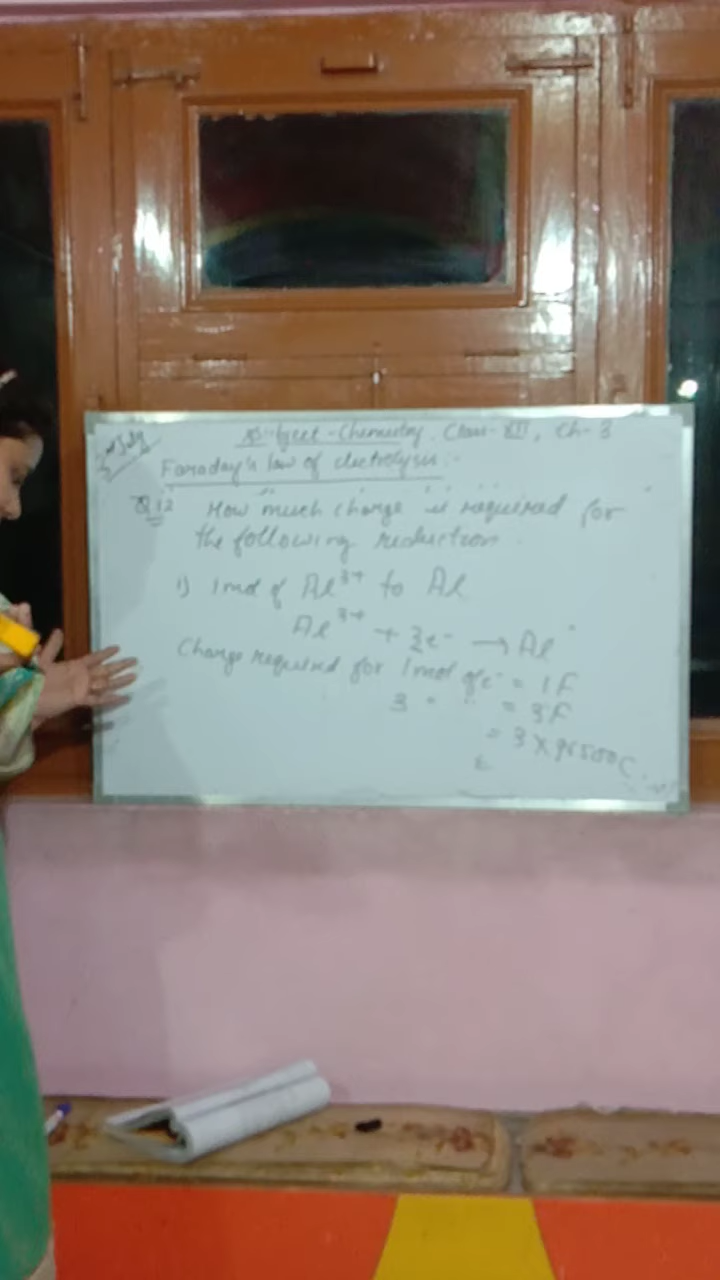 Subject - Chemistry. Class - XII, Ch - 3
Faraday's law of electrolysis :-
Q12 How much charge is required for
the following reduction.
1) 1 mol of Al³⁺ to Al
Al³⁺ + 3e⁻ → Al
Charge required for 1 mol of e⁻ = 1F
3 " " = 3F
= 3 X 96500C.